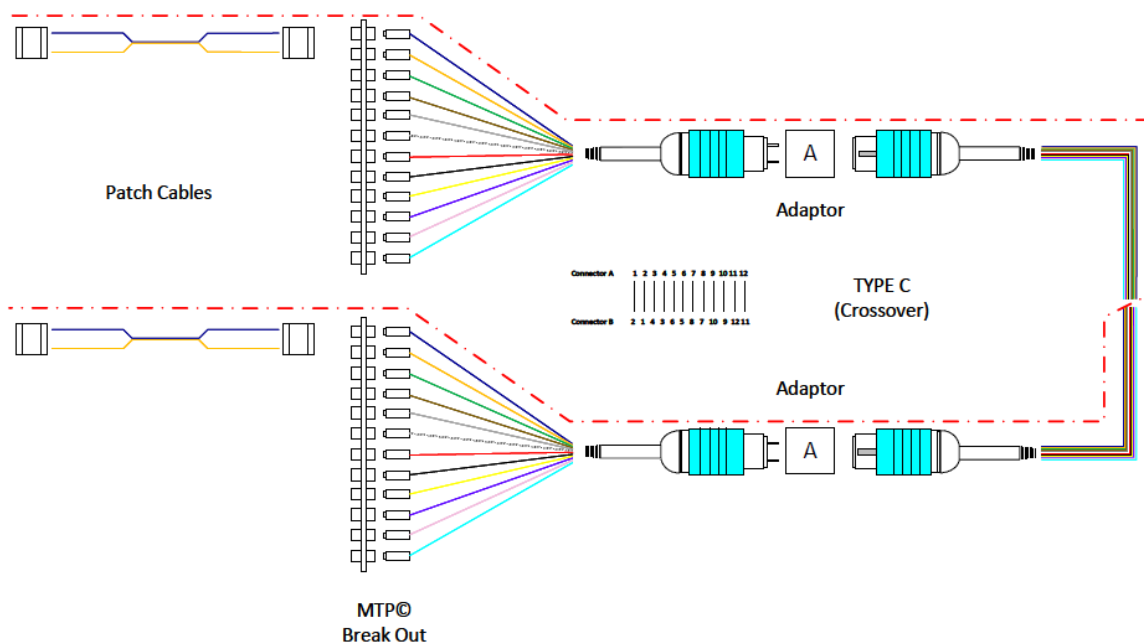 A
Patch Cables
Adaptor
Connector A 1 2 3 4 5 6 7 8 9 10 11 12
TYPE C
(Crossover)
Connector B 2 1 4 3 6 5 8 7 10 9 12 11
Adaptor
A
MTP©
Break Out